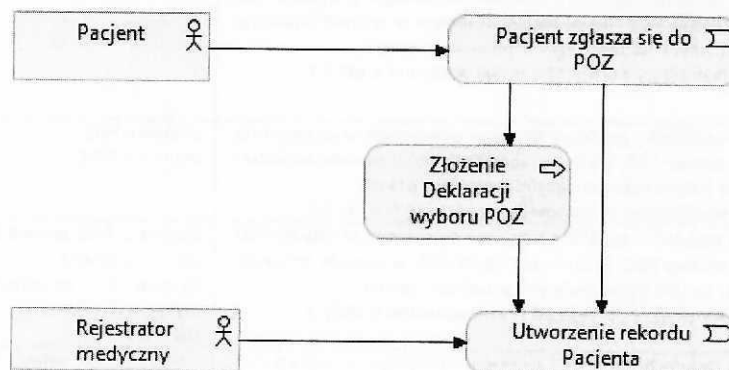 Pacjent
Pacjent zgłasza się do
POZ
Złożenie
Deklaracji
wyboru POZ
Rejestrator
medyczny
Utworzenie rekordu
Pacjenta